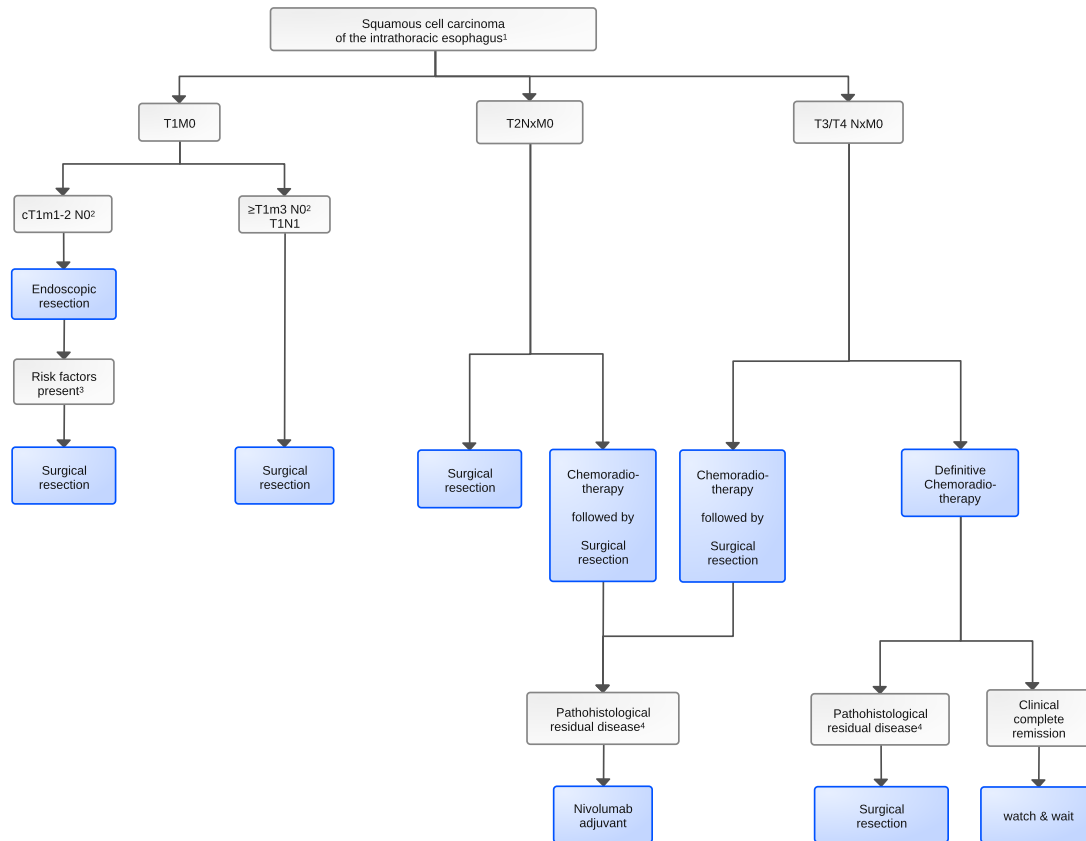 Squamous cell carcinoma
of the intrathoracic esophagus¹
T1M0
T2NxM0
T3/T4 NxM0
cT1m1-2 N0²
≥T1m3 N0²
T1N1
Endoscopic
resection
Risk factors
present³
Surgical
resection
Surgical
resection
Surgical
resection
Chemoradio-
therapy
followed by
Surgical
resection
Chemoradio-
therapy
followed by
Surgical
resection
Definitive
Chemoradio-
therapy
Pathohistological
residual disease⁴
Pathohistological
residual disease⁴
Clinical
complete
remission
Nivolumab
adjuvant
Surgical
resection
watch & wait